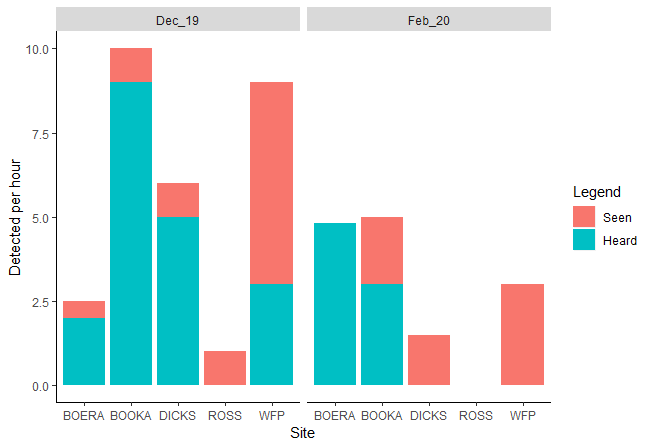 Dec_19
Feb_20
Detected per hour
10.0
7.5
5.0
2.5
0.0
BOERA BOOKA DICKS ROSS WFP
BOERA BOOKA DICKS ROSS WFP
Site
Legend
Seen
Heard